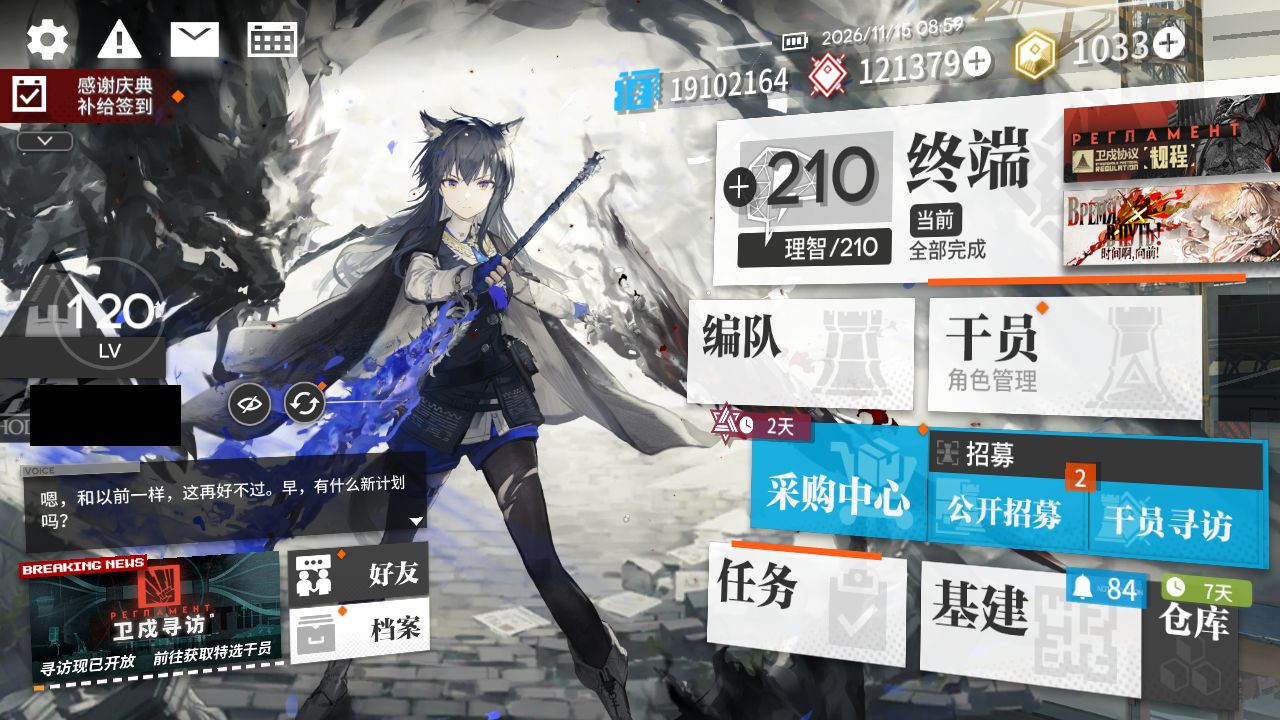 感谢庆典
补给签到
2026/11/15 08:59
19102164
121379
1033
210
理智/210
终端
当前
全部完成
РЕГЛАМЕНТ
卫戍协议
REGULATION
规程
ВРЕМЯ
ВПЕРЁД!
时间啊,向前!
120
LV
编队
干员
角色管理
2天
采购中心
招募
公开招募
2
干员寻访
VOICE
嗯，和以前一样，这再好不过。早，有什么新计划
吗？
BREAKING NEWS
РЕГЛАМЕНТ
卫戍寻访
寻访现已开放 前往获取特选干员
好友
档案
任务
基建
84
7天
仓库